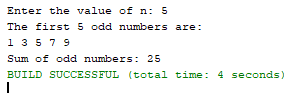 Enter the value of n: 5
The first 5 odd numbers are:
1 3 5 7 9
Sum of odd numbers: 25
BUILD SUCCESSFUL (total time: 4 seconds)